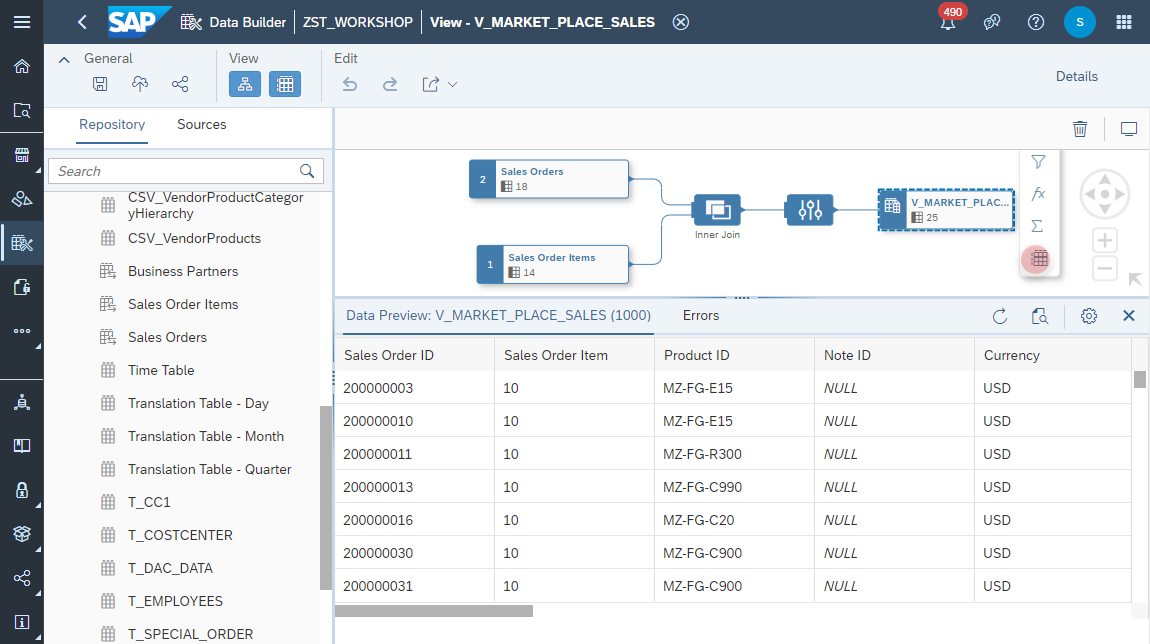 SAP Data Builder ZST_WORKSHOP View - V_MARKET_PLACE_SALES 490 S
General View Edit
Details
Repository Sources
Search
CSV_VendorProductCategor
yHierarchy
CSV_VendorProducts
Business Partners
Sales Order Items
Sales Orders
Time Table
Translation Table - Day
Translation Table - Month
Translation Table - Quarter
T_CC1
T_COSTCENTER
T_DAC_DATA
T_EMPLOYEES
T_SPECIAL_ORDER
2 Sales Orders
18
1 Sales Order Items
14
Inner Join
V_MARKET_PLAC...
25
fx
Σ
Data Preview: V_MARKET_PLACE_SALES (1000) Errors
Sales Order ID Sales Order Item Product ID Note ID Currency
200000003 10 MZ-FG-E15 NULL USD
200000010 10 MZ-FG-E15 NULL USD
200000011 10 MZ-FG-R300 NULL USD
200000013 10 MZ-FG-C990 NULL USD
200000016 10 MZ-FG-C20 NULL USD
200000030 10 MZ-FG-C900 NULL USD
200000031 10 MZ-FG-C900 NULL USD